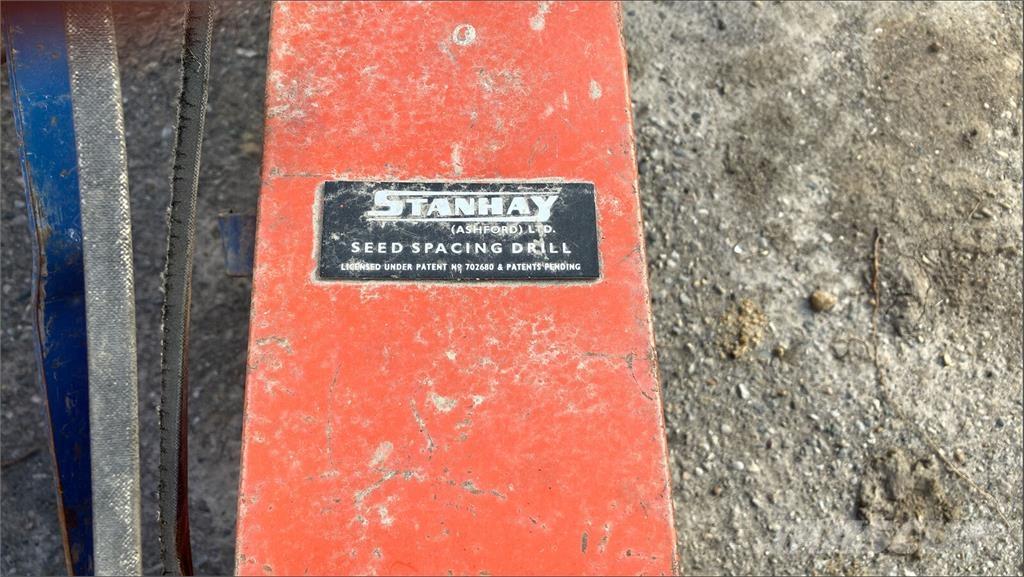 STANHAY
(ASHFORD) LTD.
SEED SPACING DRILL
LICENSED UNDER PATENT Nº 702680 & PATENTS PENDING